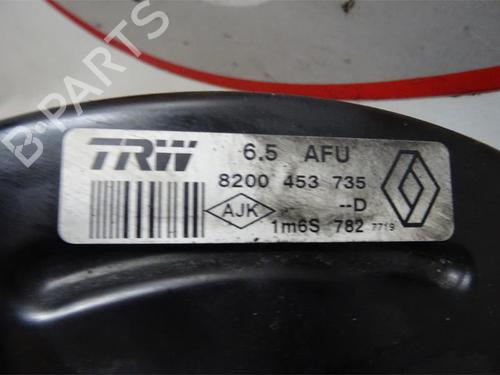 B-PARTS
TRW
6.5 AFU
8200 453 735
--D
AJK
1m6S 782 7719